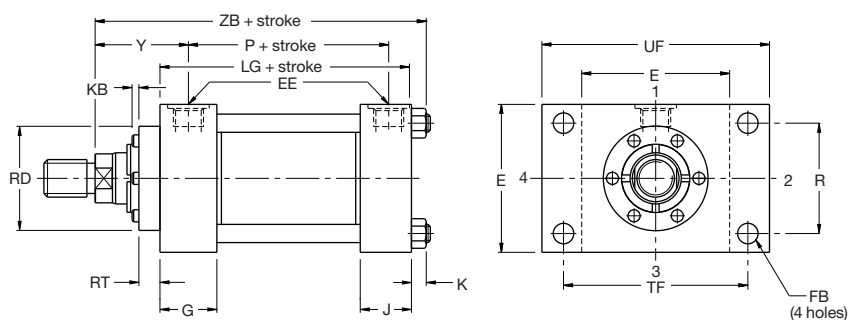 ZB + stroke
Y
P + stroke
LG + stroke
EE
KB
RD
RT
G
J
K
UF
E
1
E
4
2
R
3
TF
FB
(4 holes)